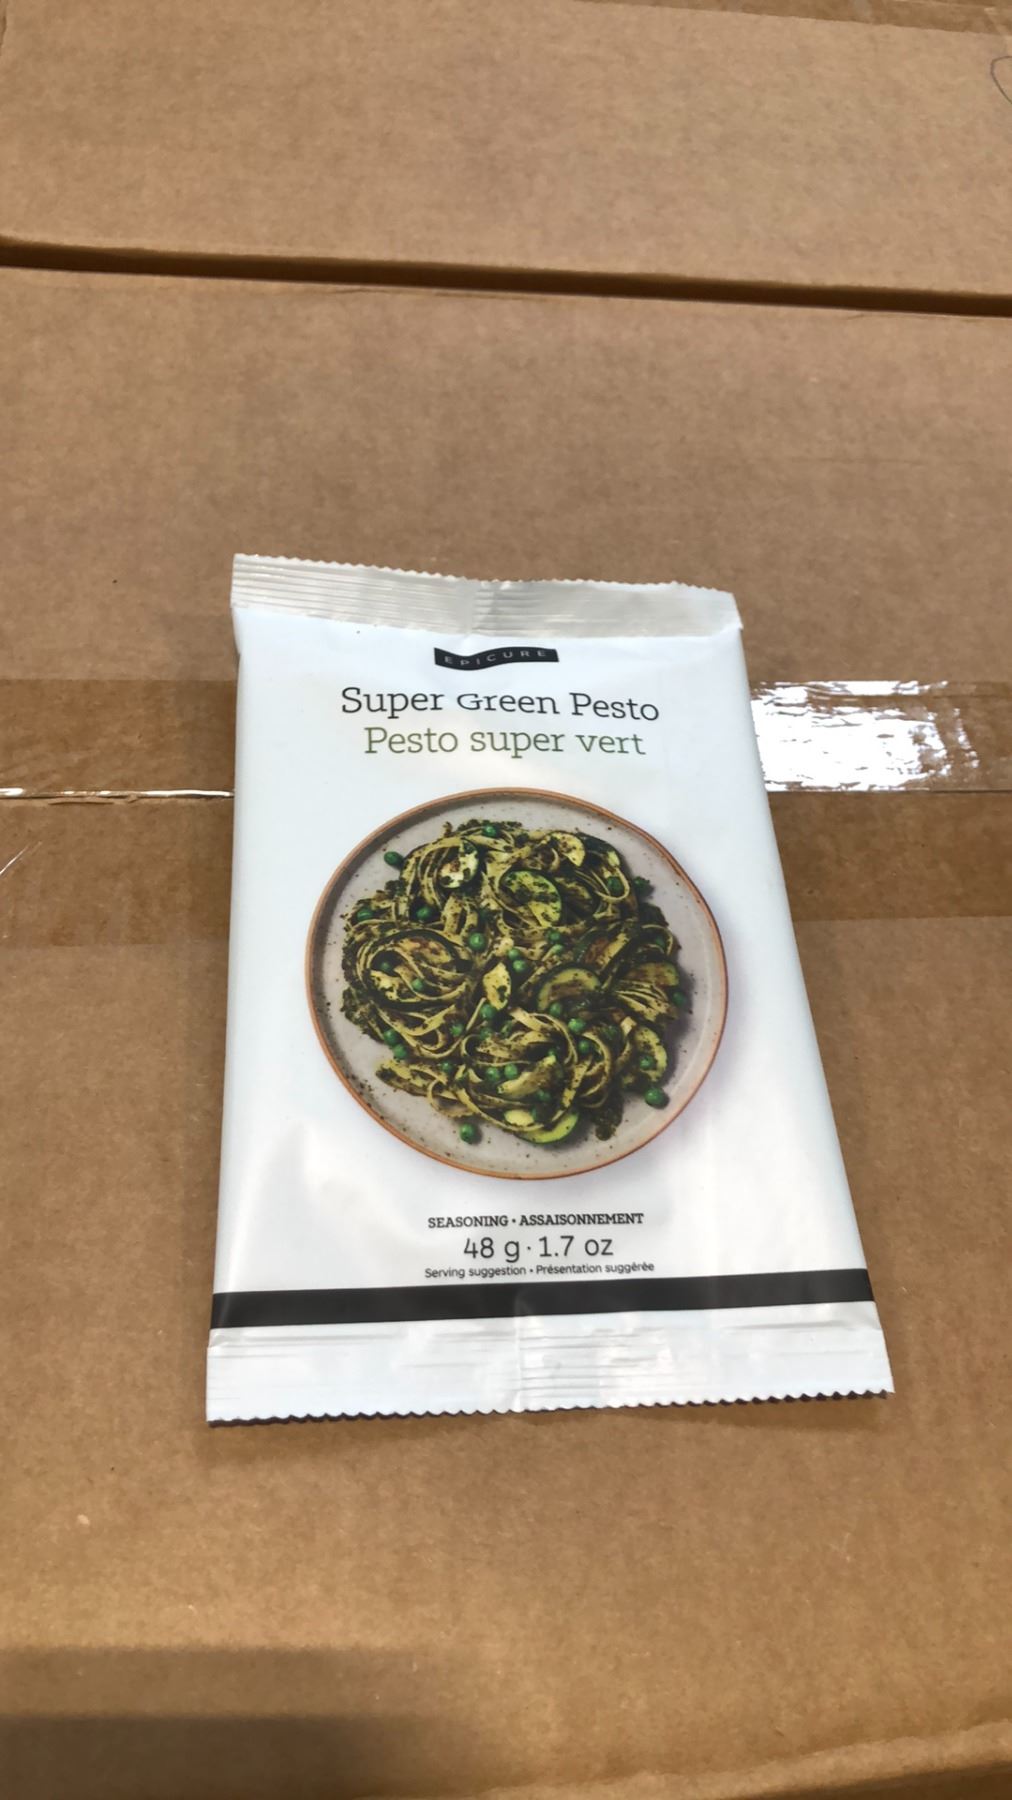 EPICURE
Super Green Pesto
Pesto super vert
SEASONING • ASSAISONNEMENT
48 g · 1.7 oz
Serving suggestion • Présentation suggérée